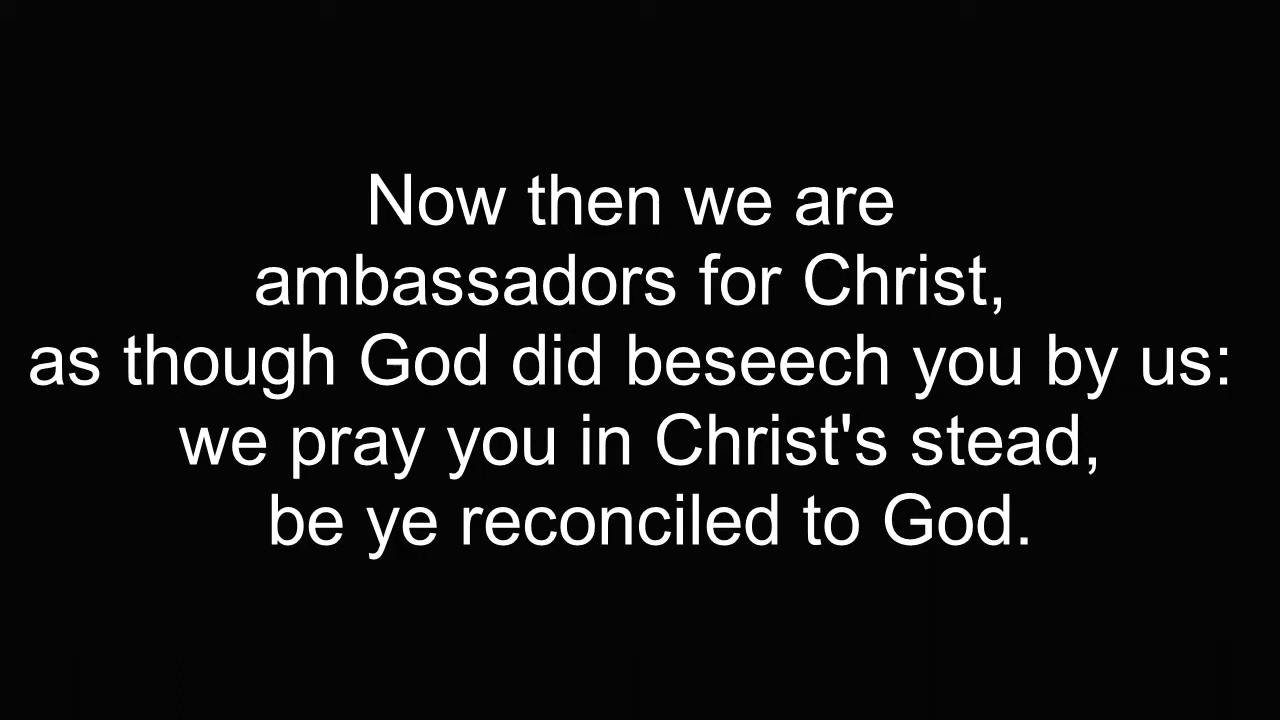 Now then we are
ambassadors for Christ,
as though God did beseech you by us:
we pray you in Christ's stead,
be ye reconciled to God.